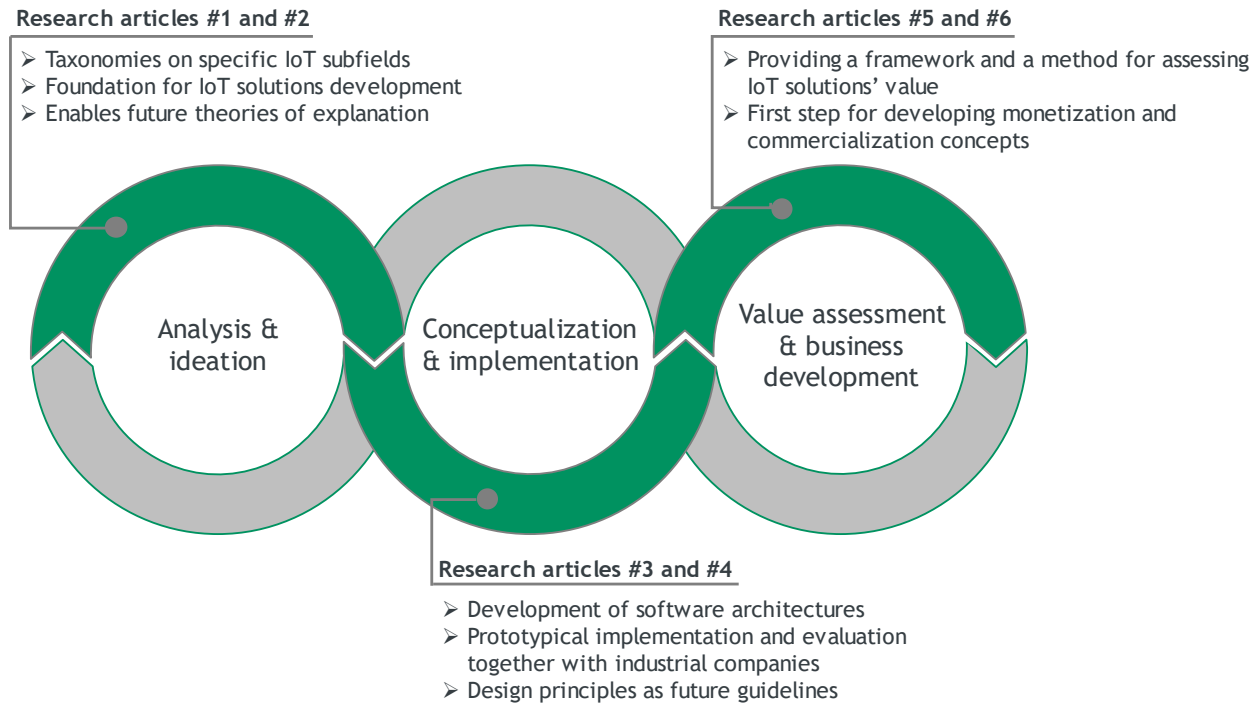 Research articles #1 and #2
➢ Taxonomies on specific IoT subfields
➢ Foundation for IoT solutions development
➢ Enables future theories of explanation
Research articles #5 and #6
➢ Providing a framework and a method for assessing
IoT solutions’ value
➢ First step for developing monetization and
commercialization concepts
Analysis &
ideation
Conceptualization
& implementation
Value assessment
& business
development
Research articles #3 and #4
➢ Development of software architectures
➢ Prototypical implementation and evaluation
together with industrial companies
➢ Design principles as future guidelines